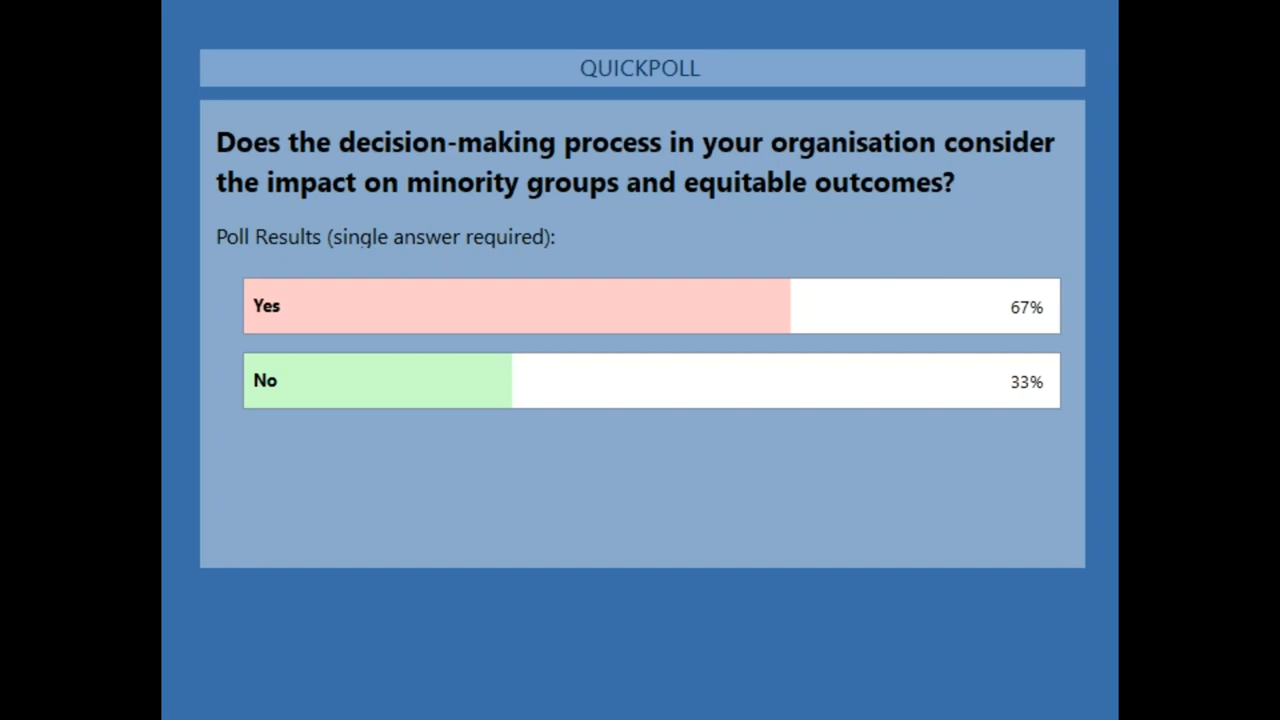 QUICKPOLL
Does the decision-making process in your organisation consider
the impact on minority groups and equitable outcomes?
Poll Results (single answer required):
Yes 67%
No 33%